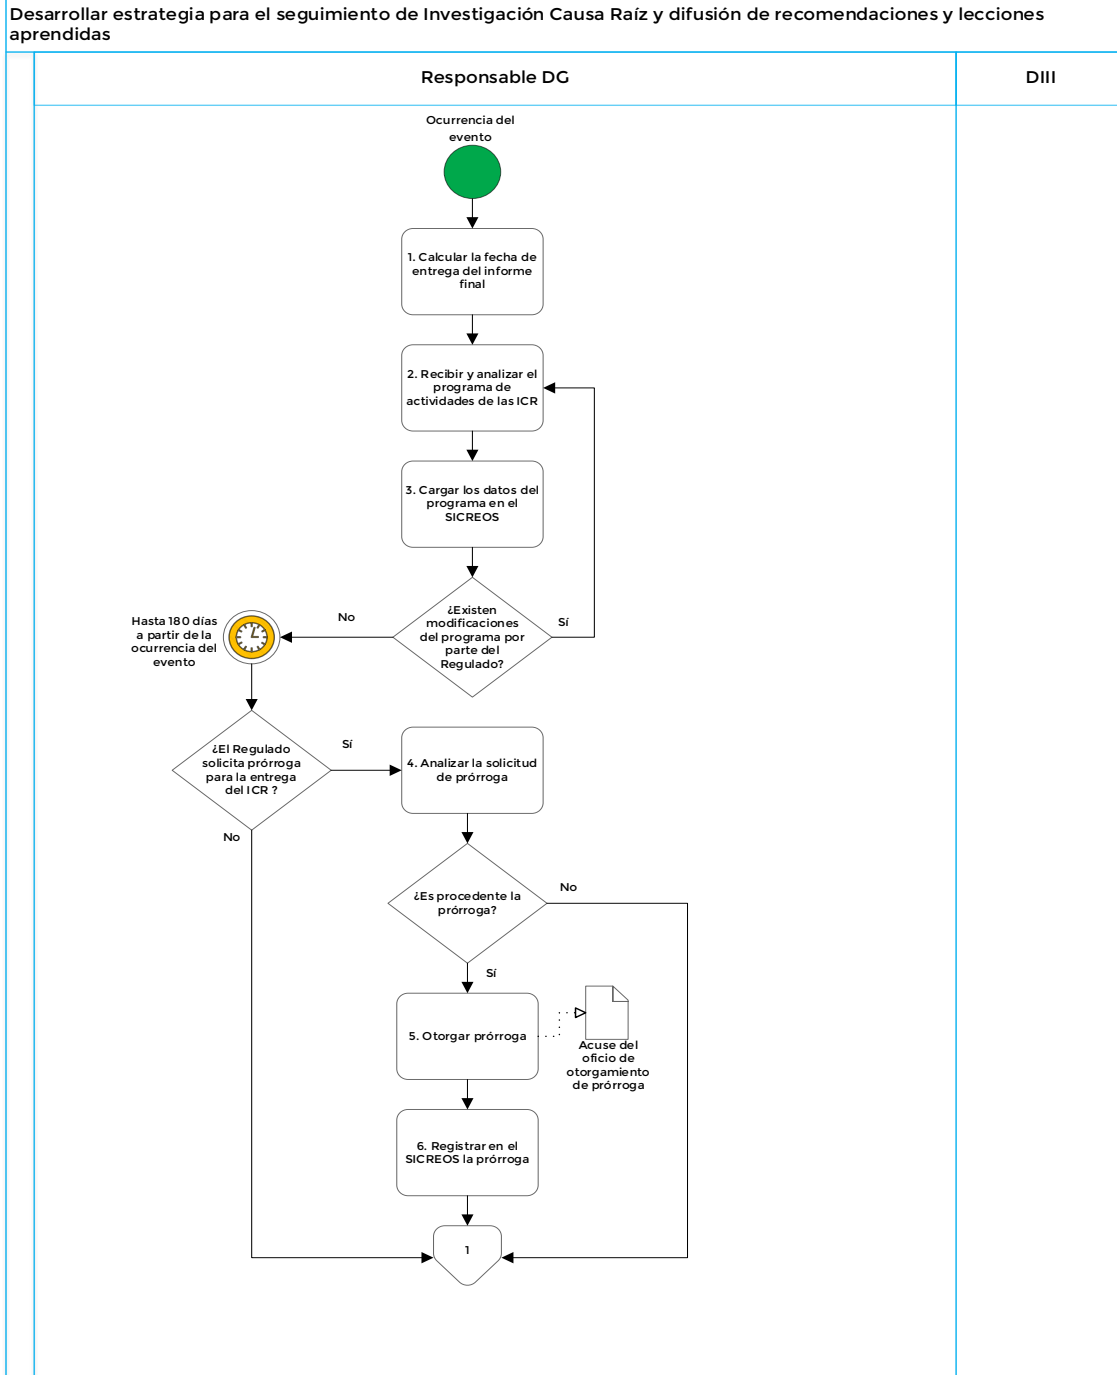 Desarrollar estrategia para el seguimiento de Investigación Causa Raíz y difusión de recomendaciones y lecciones
aprendidas
Responsable DG
DIII
Ocurrencia del
evento
1. Calcular la fecha de
entrega del informe
final
2. Recibir y analizar el
programa de
actividades de las ICR
3. Cargar los datos del
programa en el
SICREOS
¿Existen
modificaciones
del programa por
parte del
Regulado?
Sí
No
Hasta 180 días
a partir de la
ocurrencia del
evento
¿El Regulado
solicita prórroga
para la entrega
del ICR ?
Sí
No
4. Analizar la solicitud
de prórroga
¿Es procedente la
prórroga?
No
Sí
5. Otorgar prórroga
Acuse del
oficio de
otorgamiento
de prórroga
6. Registrar en el
SICREOS la prórroga
1